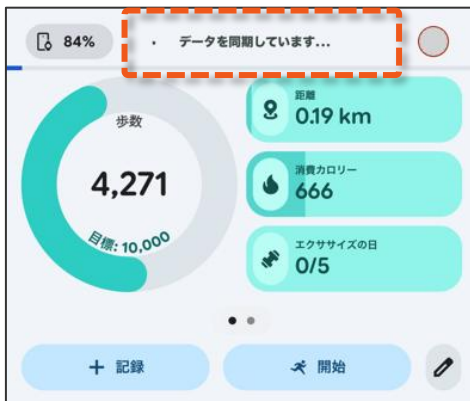 84%
データを同期しています...
歩数
4,271
目標: 10,000
距離
0.19 km
消費カロリー
666
エクササイズの日
0/5
＋ 記録
開始